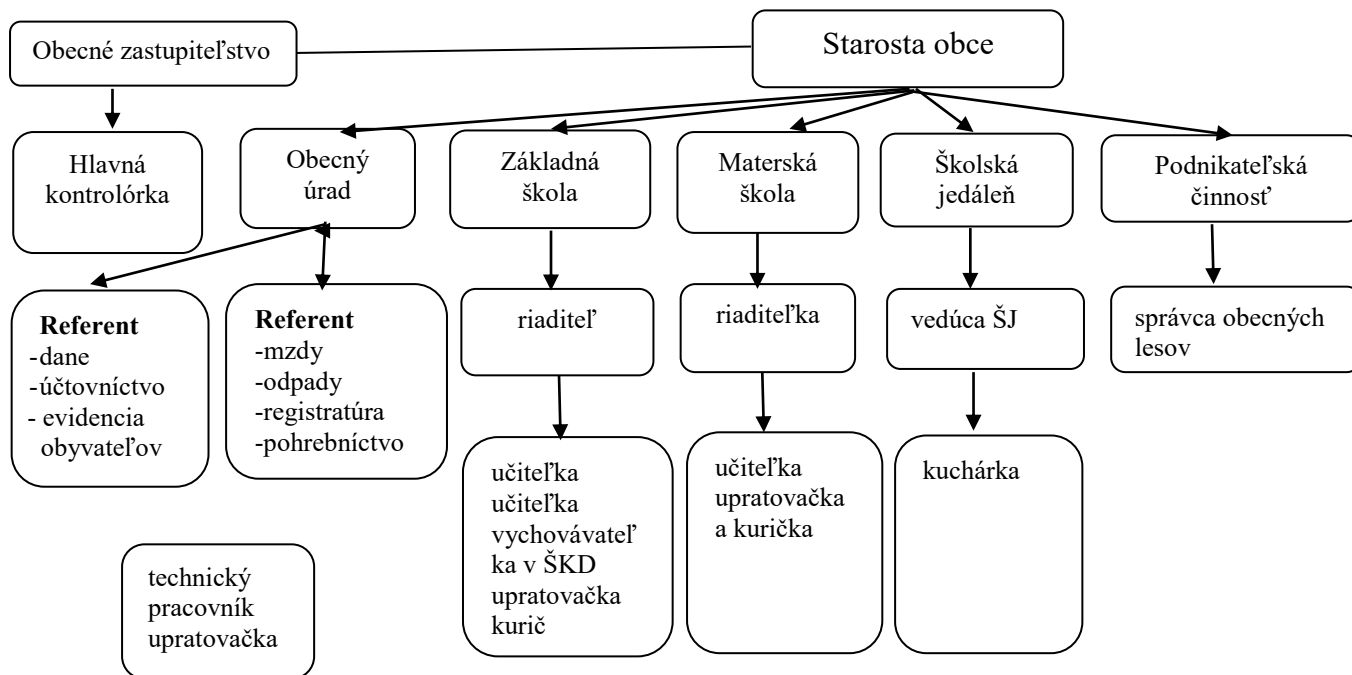 Obecné zastupiteľstvo
Starosta obce
Hlavná
kontrolórka
Obecný
úrad
Základná
škola
Materská
škola
Školská
jedáleň
Podnikateľská
činnosť
Referent
-dane
-účtovníctvo
- evidencia
obyvateľov
Referent
-mzdy
-odpady
-registratúra
-pohrebníctvo
riaditeľ
riaditeľka
vedúca ŠJ
správca obecných
lesov
učiteľka
učiteľka
vychovávateľ
ka v ŠKD
upratovačka
kurič
učiteľka
upratovačka
a kurička
kuchárka
technický
pracovník
upratovačka